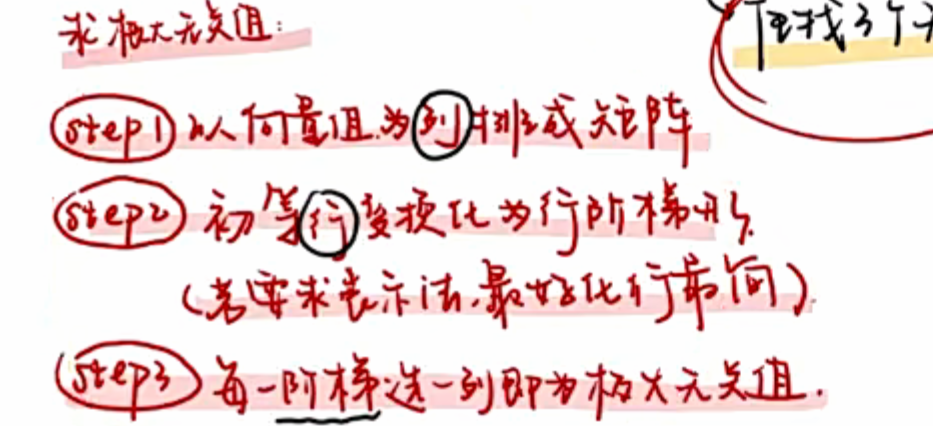 求极大无关组:
但找3个无
step1 以向量组为列排成矩阵
step2 初等行变换化为行阶梯形.
(若要求表示法,最好化行最简).
step3 每一阶梯选一列即为极大无关组.